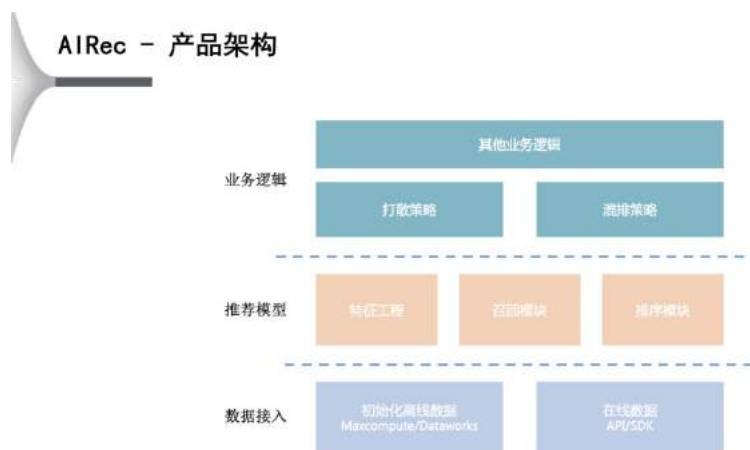 AIRec - 产品架构
其他业务逻辑
业务逻辑
打散策略
混排策略
推荐模型
特征工程
召回模块
排序模块
数据接入
初始化离线数据
Maxcompute/Dataworks
在线数据
API/SDK